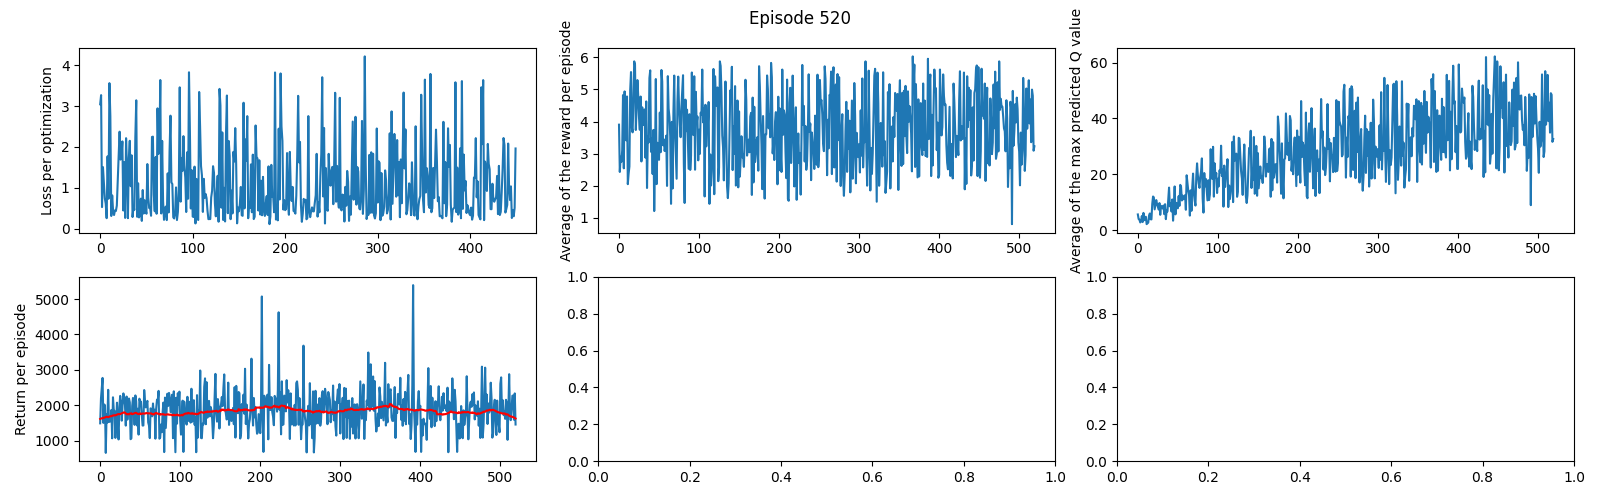 Episode 520
Loss per optimization
4
3
2
1
0
0 100 200 300 400
Average of the reward per episode
6
5
4
3
2
1
0 100 200 300 400 500
Average of the max predicted Q value
60
40
20
0
0 100 200 300 400 500
Return per episode
5000
4000
3000
2000
1000
0 100 200 300 400 500
1.0
0.8
0.6
0.4
0.2
0.0
0.0 0.2 0.4 0.6 0.8 1.0
1.0
0.8
0.6
0.4
0.2
0.0
0.0 0.2 0.4 0.6 0.8 1.0